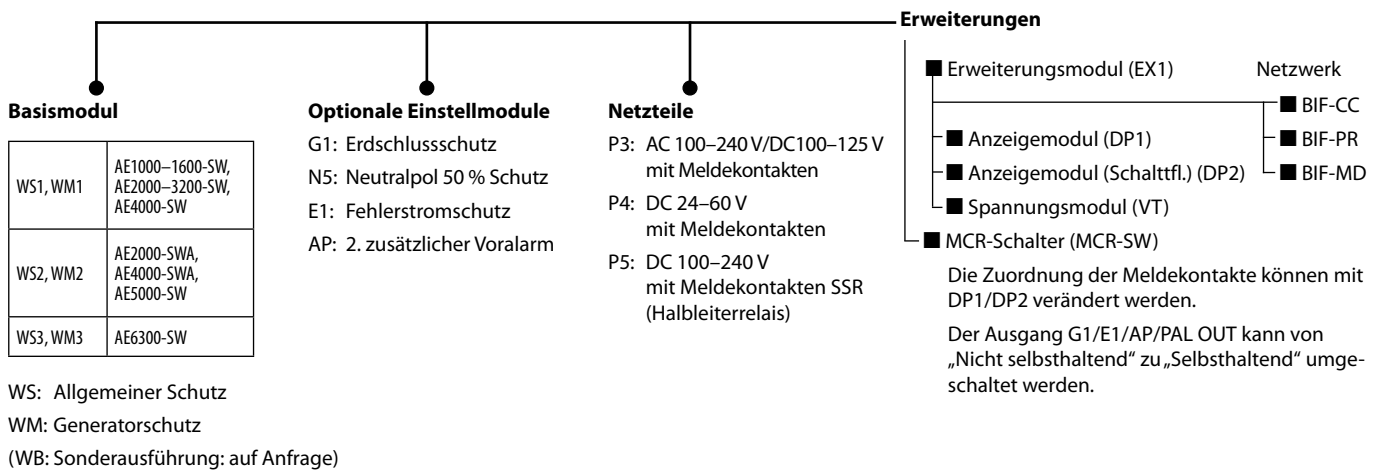 Erweiterungen
Basismodul
WS1, WM1
AE1000–1600-SW,
AE2000–3200-SW,
AE4000-SW
WS2, WM2
AE2000-SWA,
AE4000-SWA,
AE5000-SW
WS3, WM3
AE6300-SW
WS: Allgemeiner Schutz
WM: Generatorschutz
(WB: Sonderausführung: auf Anfrage)
Optionale Einstellmodule
G1: Erdschlussschutz
N5: Neutralpol 50 % Schutz
E1: Fehlerstromschutz
AP: 2. zusätzlicher Voralarm
Netzteile
P3: AC 100–240 V/DC100–125 V
mit Meldekontakten
P4: DC 24–60 V
mit Meldekontakten
P5: DC 100–240 V
mit Meldekontakten SSR
(Halbleiterrelais)
■ Erweiterungsmodul (EX1)
Netzwerk
■ BIF-CC
■ Anzeigemodul (DP1)
■ BIF-PR
■ Anzeigemodul (Schalttfl.) (DP2)
■ BIF-MD
■ Spannungsmodul (VT)
■ MCR-Schalter (MCR-SW)
Die Zuordnung der Meldekontakte können mit
DP1/DP2 verändert werden.
Der Ausgang G1/E1/AP/PAL OUT kann von
„Nicht selbsthaltend“ zu „Selbsthaltend“ umge-
schaltet werden.